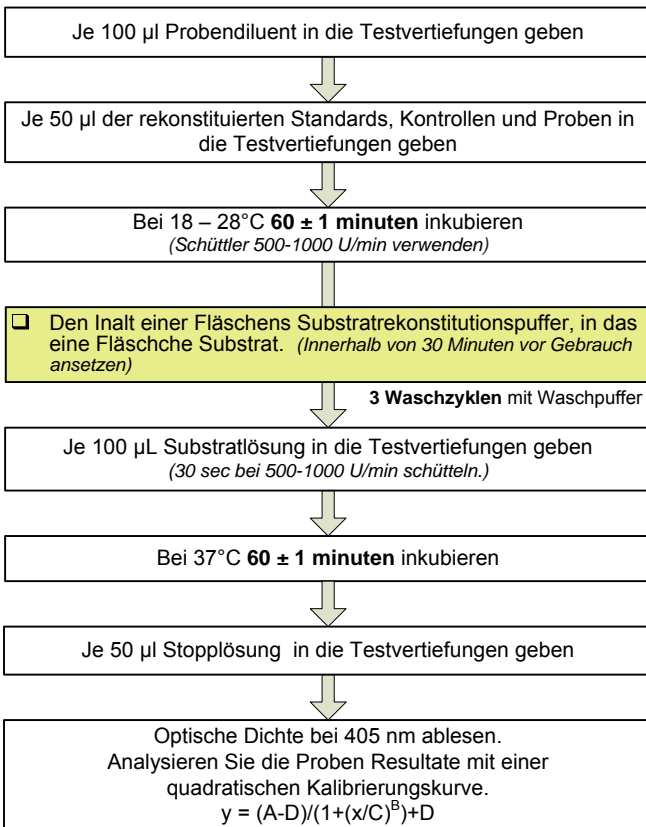 Je 100 µl Probendiluent in die Testvertiefungen geben
Je 50 µl der rekonstituierten Standards, Kontrollen und Proben in
die Testvertiefungen geben
Bei 18 – 28°C 60 ± 1 minuten inkubieren
(Schüttler 500-1000 U/min verwenden)
❑ Den Inalt einer Fläschens Substratrekonstitutionspuffer, in das
eine Fläschche Substrat. (Innerhalb von 30 Minuten vor Gebrauch
ansetzen)
3 Waschzyklen mit Waschpuffer
Je 100 µL Substratlösung in die Testvertiefungen geben
(30 sec bei 500-1000 U/min schütteln.)
Bei 37°C 60 ± 1 minuten inkubieren
Je 50 µl Stopplösung in die Testvertiefungen geben
Optische Dichte bei 405 nm ablesen.
Analysieren Sie die Proben Resultate mit einer
quadratischen Kalibrierungskurve.
y = (A-D)/(1+(x/C)^B)+D